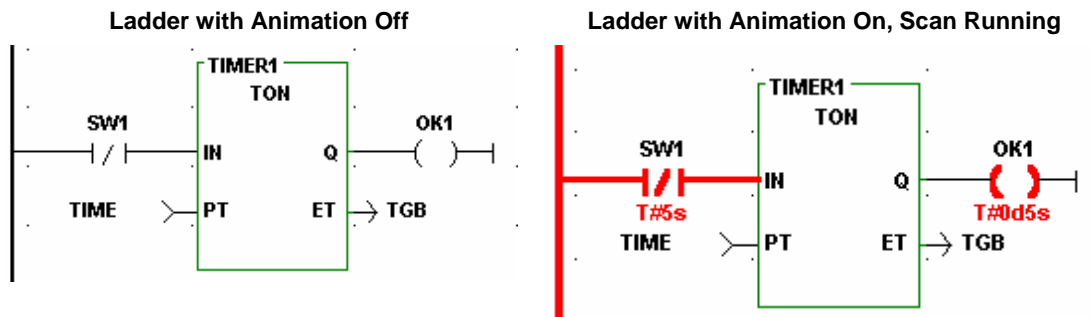 Ladder with Animation Off
TIMER1
TON
SW1
OK1
IN
Q
TIME
PT
ET
TGB
Ladder with Animation On, Scan Running
TIMER1
TON
SW1
OK1
IN
Q
T#5s
T#0d5s
TIME
PT
ET
TGB